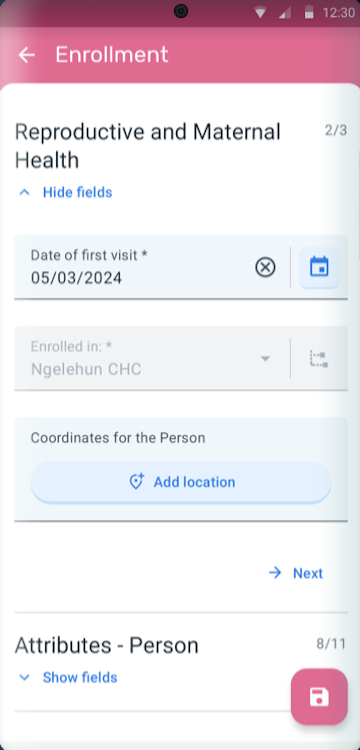 12:30
Enrollment
Reproductive and Maternal 2/3
Health
Hide fields
Date of first visit *
05/03/2024
Enrolled in: *
Ngelehun CHC
Coordinates for the Person
Add location
Next
Attributes - Person 8/11
Show fields